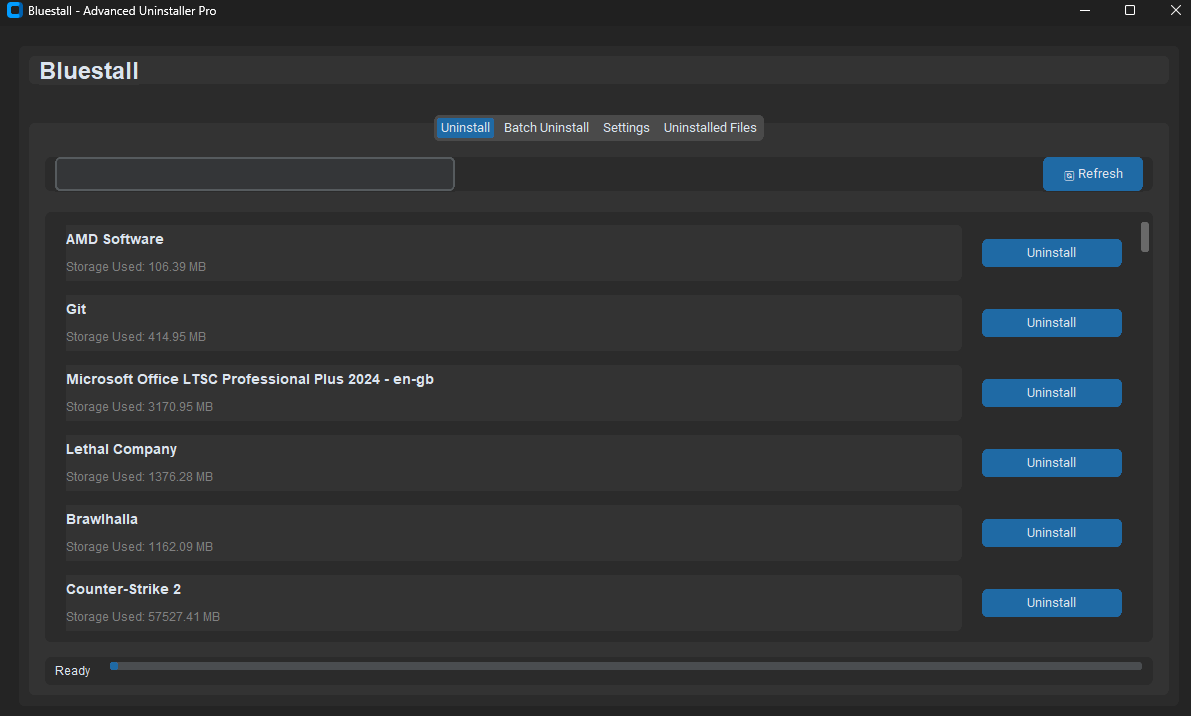 Bluestall - Advanced Uninstaller Pro
Bluestall
Uninstall Batch Uninstall Settings Uninstalled Files
Refresh
AMD Software
Storage Used: 106.39 MB
Uninstall
Git
Storage Used: 414.95 MB
Uninstall
Microsoft Office LTSC Professional Plus 2024 - en-gb
Storage Used: 3170.95 MB
Uninstall
Lethal Company
Storage Used: 1376.28 MB
Uninstall
Brawlhalla
Storage Used: 1162.09 MB
Uninstall
Counter-Strike 2
Storage Used: 57527.41 MB
Uninstall
Ready